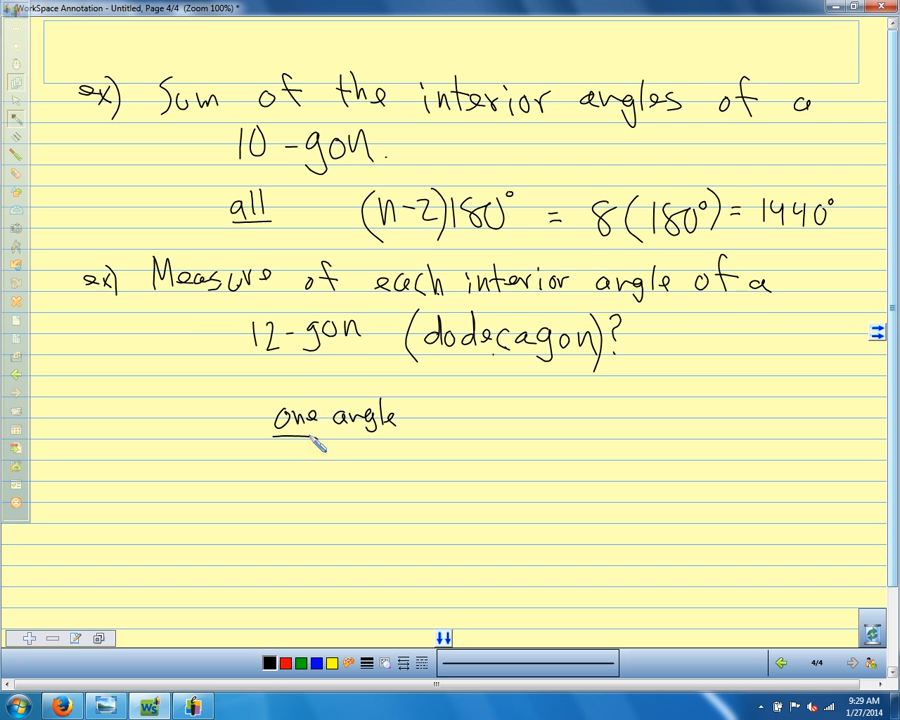 WorkSpace Annotation - Untitled, Page 4/4 (Zoom 100%) *
ex) Sum of the interior angles of a
10-gon.
all (n-2)180° = 8(180°) = 1440°
ex) Measure of each interior angle of a
12-gon (dodecagon)?
one angle
4/4
9:29 AM
1/27/2014